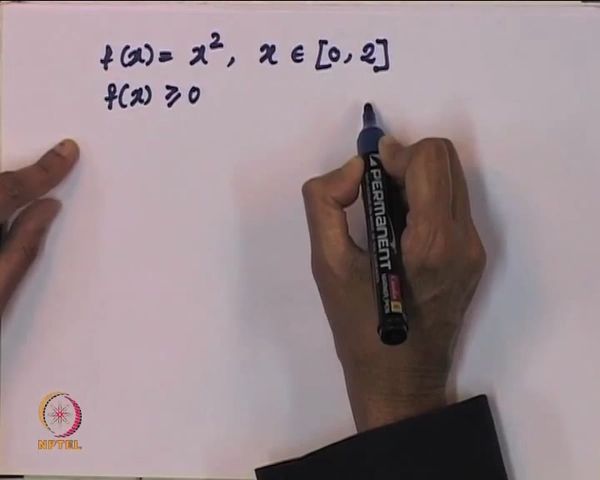 f(x) = x², x ∈ [0, 2]
f(x) ⩾ 0
PERMANENT
NPTEL